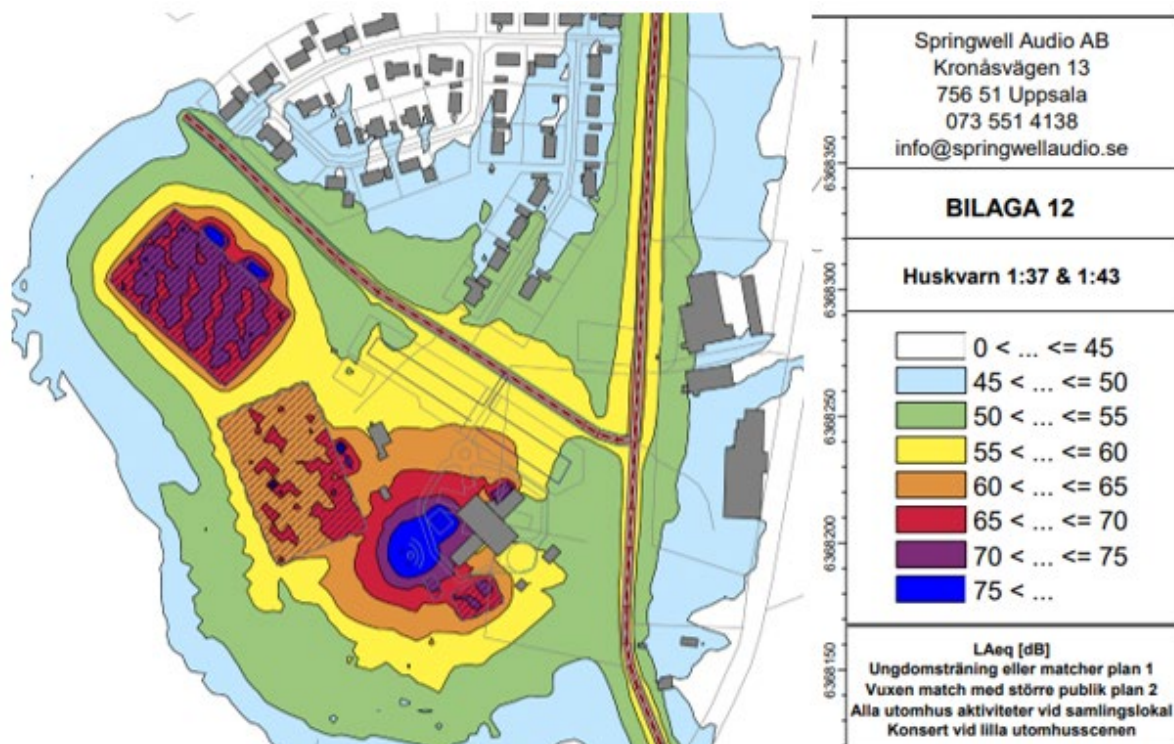 Springwell Audio AB
Kronåsvägen 13
756 51 Uppsala
073 551 4138
info@springwellaudio.se
BILAGA 12
Huskvarn 1:37 & 1:43
0 < ... <= 45
45 < ... <= 50
50 < ... <= 55
55 < ... <= 60
60 < ... <= 65
65 < ... <= 70
70 < ... <= 75
75 < ...
LAeq [dB]
Ungdomsträning eller matcher plan 1
Vuxen match med större publik plan 2
Alla utomhus aktiviteter vid samlingslokal
Konsert vid lilla utomhusscenen
6368350
6368300
6368250
6368200
6368150